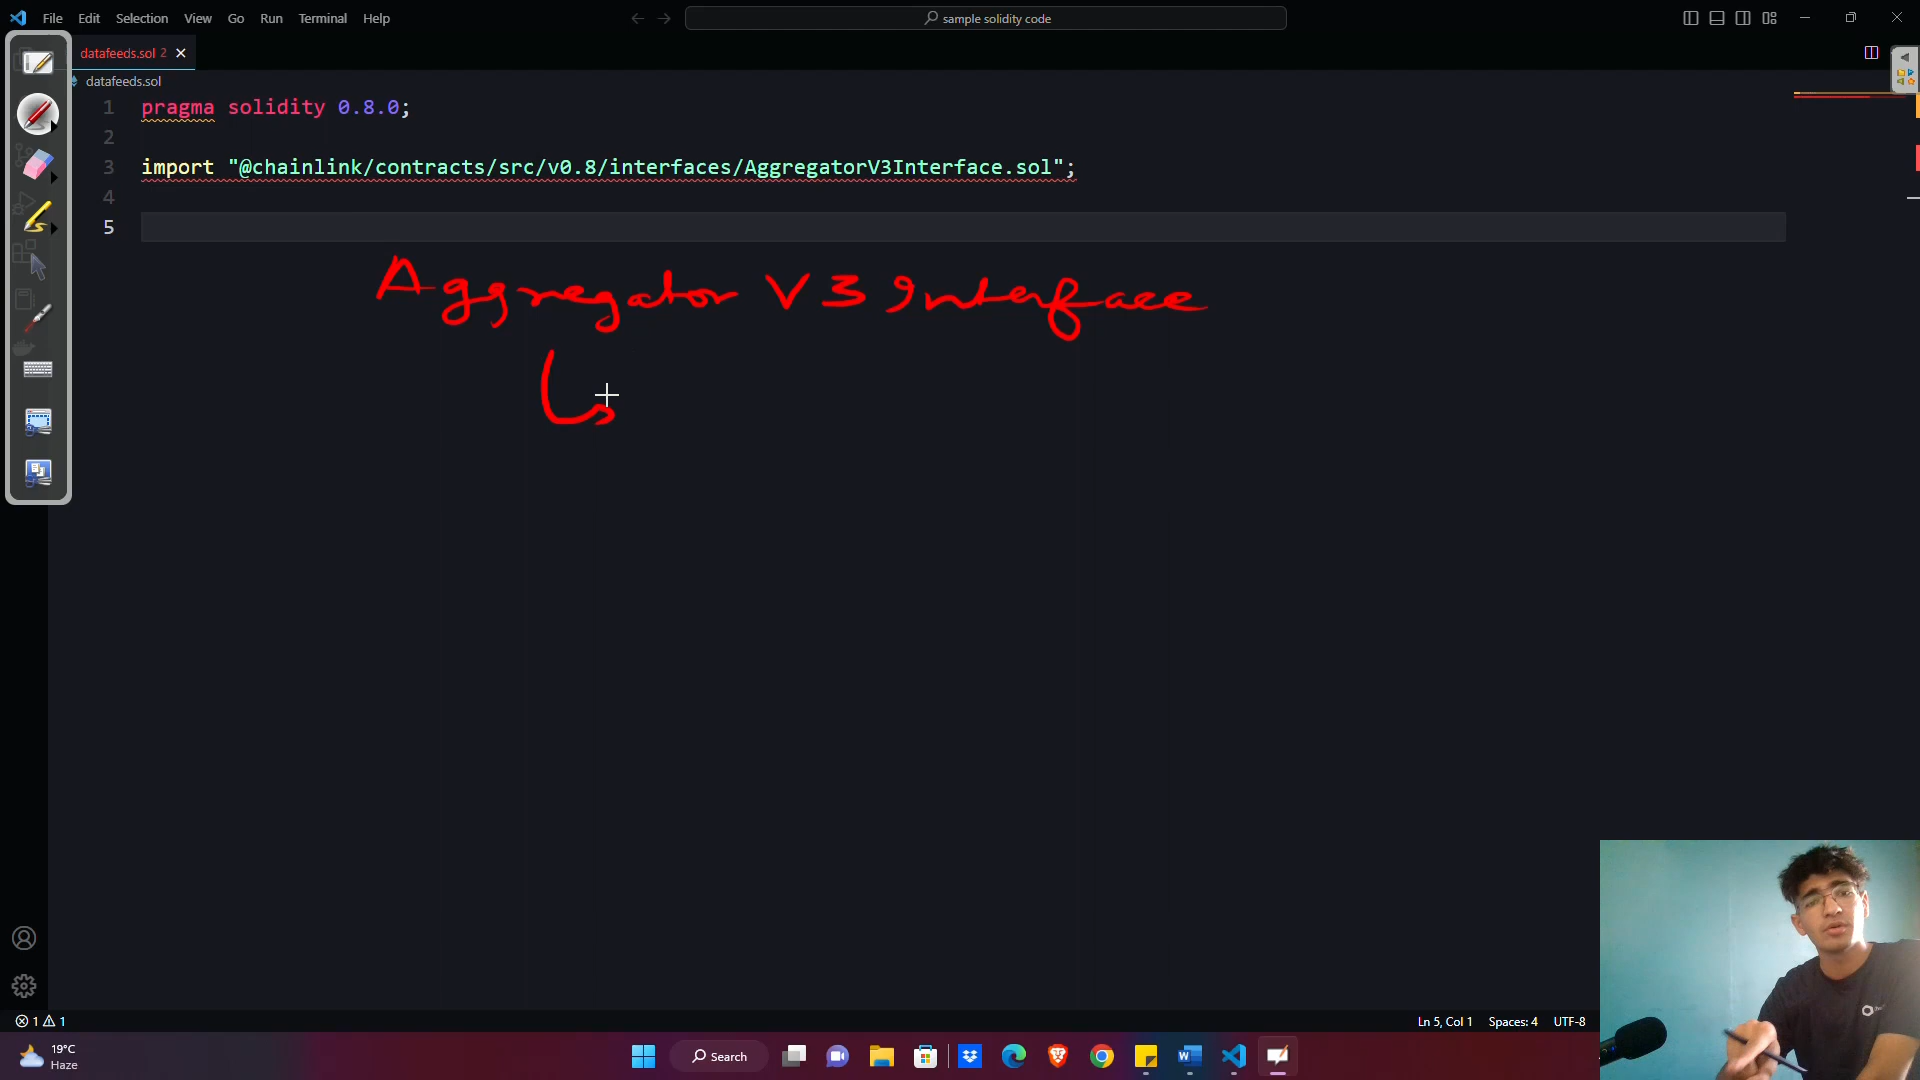 File Edit Selection View Go Run Terminal Help
sample solidity code
datafeeds.sol 2
datafeeds.sol
1 pragma solidity 0.8.0;
2
3 import "@chainlink/contracts/src/v0.8/interfaces/AggregatorV3Interface.sol";
4
5
Aggregator V3 Interface
1 1
Ln 5, Col 1 Spaces: 4 UTF-8
19°C
Haze
Search